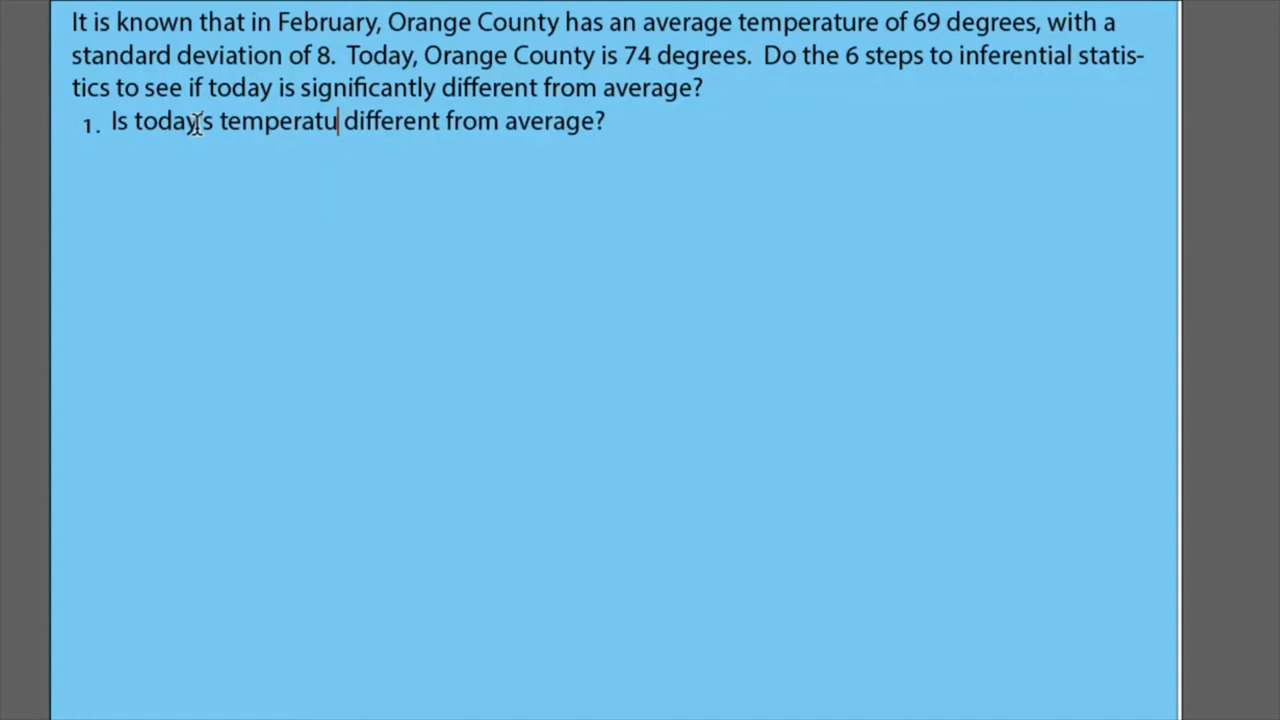 It is known that in February, Orange County has an average temperature of 69 degrees, with a
standard deviation of 8. Today, Orange County is 74 degrees. Do the 6 steps to inferential statis-
tics to see if today is significantly different from average?
1. Is today's temperatu different from average?